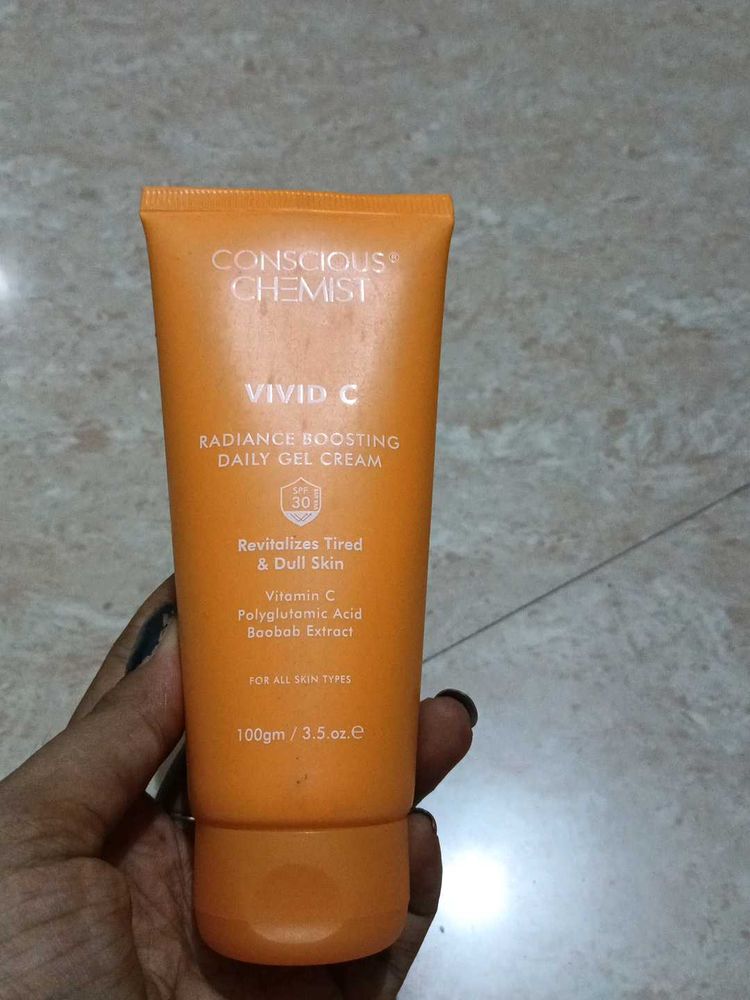 CONSCIOUS®
CHEMIST
VIVID C
RADIANCE BOOSTING
DAILY GEL CREAM
SPF
30
Revitalizes Tired
& Dull Skin
Vitamin C
Polyglutamic Acid
Baobab Extract
FOR ALL SKIN TYPES
100gm / 3.5.oz.e